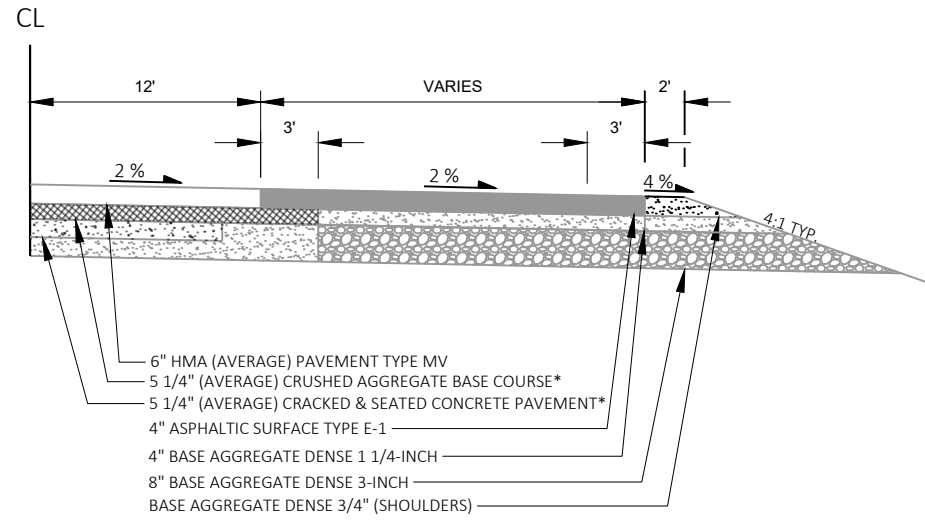 CL
12'
VARIES
2'
3'
3'
2 %
2 %
4 %
4:1 TYP.
6" HMA (AVERAGE) PAVEMENT TYPE MV
5 1/4" (AVERAGE) CRUSHED AGGREGATE BASE COURSE*
5 1/4" (AVERAGE) CRACKED & SEATED CONCRETE PAVEMENT*
4" ASPHALTIC SURFACE TYPE E-1
4" BASE AGGREGATE DENSE 1 1/4-INCH
8" BASE AGGREGATE DENSE 3-INCH
BASE AGGREGATE DENSE 3/4" (SHOULDERS)